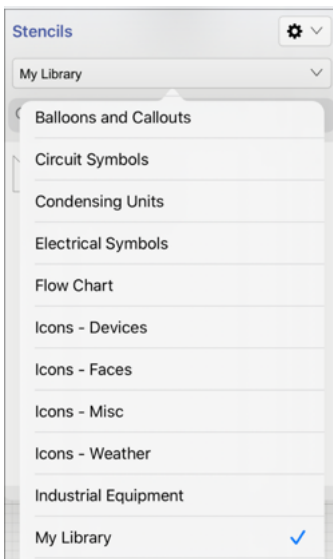 Stencils
My Library
Balloons and Callouts
Circuit Symbols
Condensing Units
Electrical Symbols
Flow Chart
Icons - Devices
Icons - Faces
Icons - Misc
Icons - Weather
Industrial Equipment
My Library